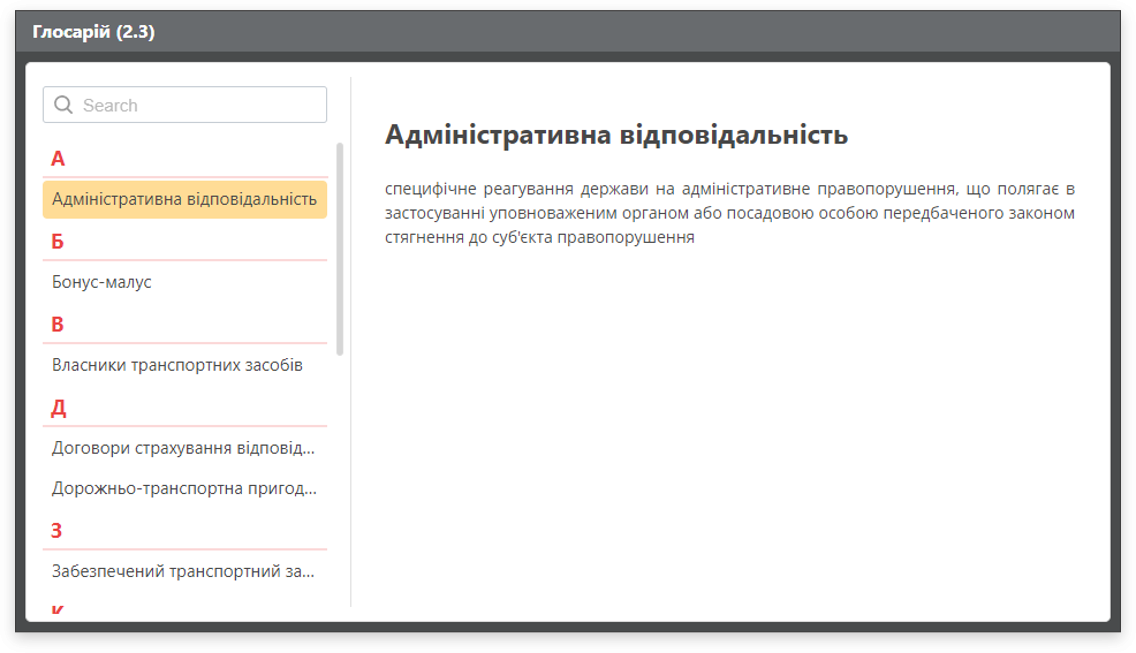 Глосарій (2.3)
Search
А
Адміністративна відповідальність
Б
Бонус-малус
В
Власники транспортних засобів
Д
Договори страхування відповід...
Дорожньо-транспортна пригод...
З
Забезпечений транспортний за...
К
Адміністративна відповідальність
специфічне реагування держави на адміністративне правопорушення, що полягає в
застосуванні уповноваженим органом або посадовою особою передбаченого законом
стягнення до суб'єкта правопорушення